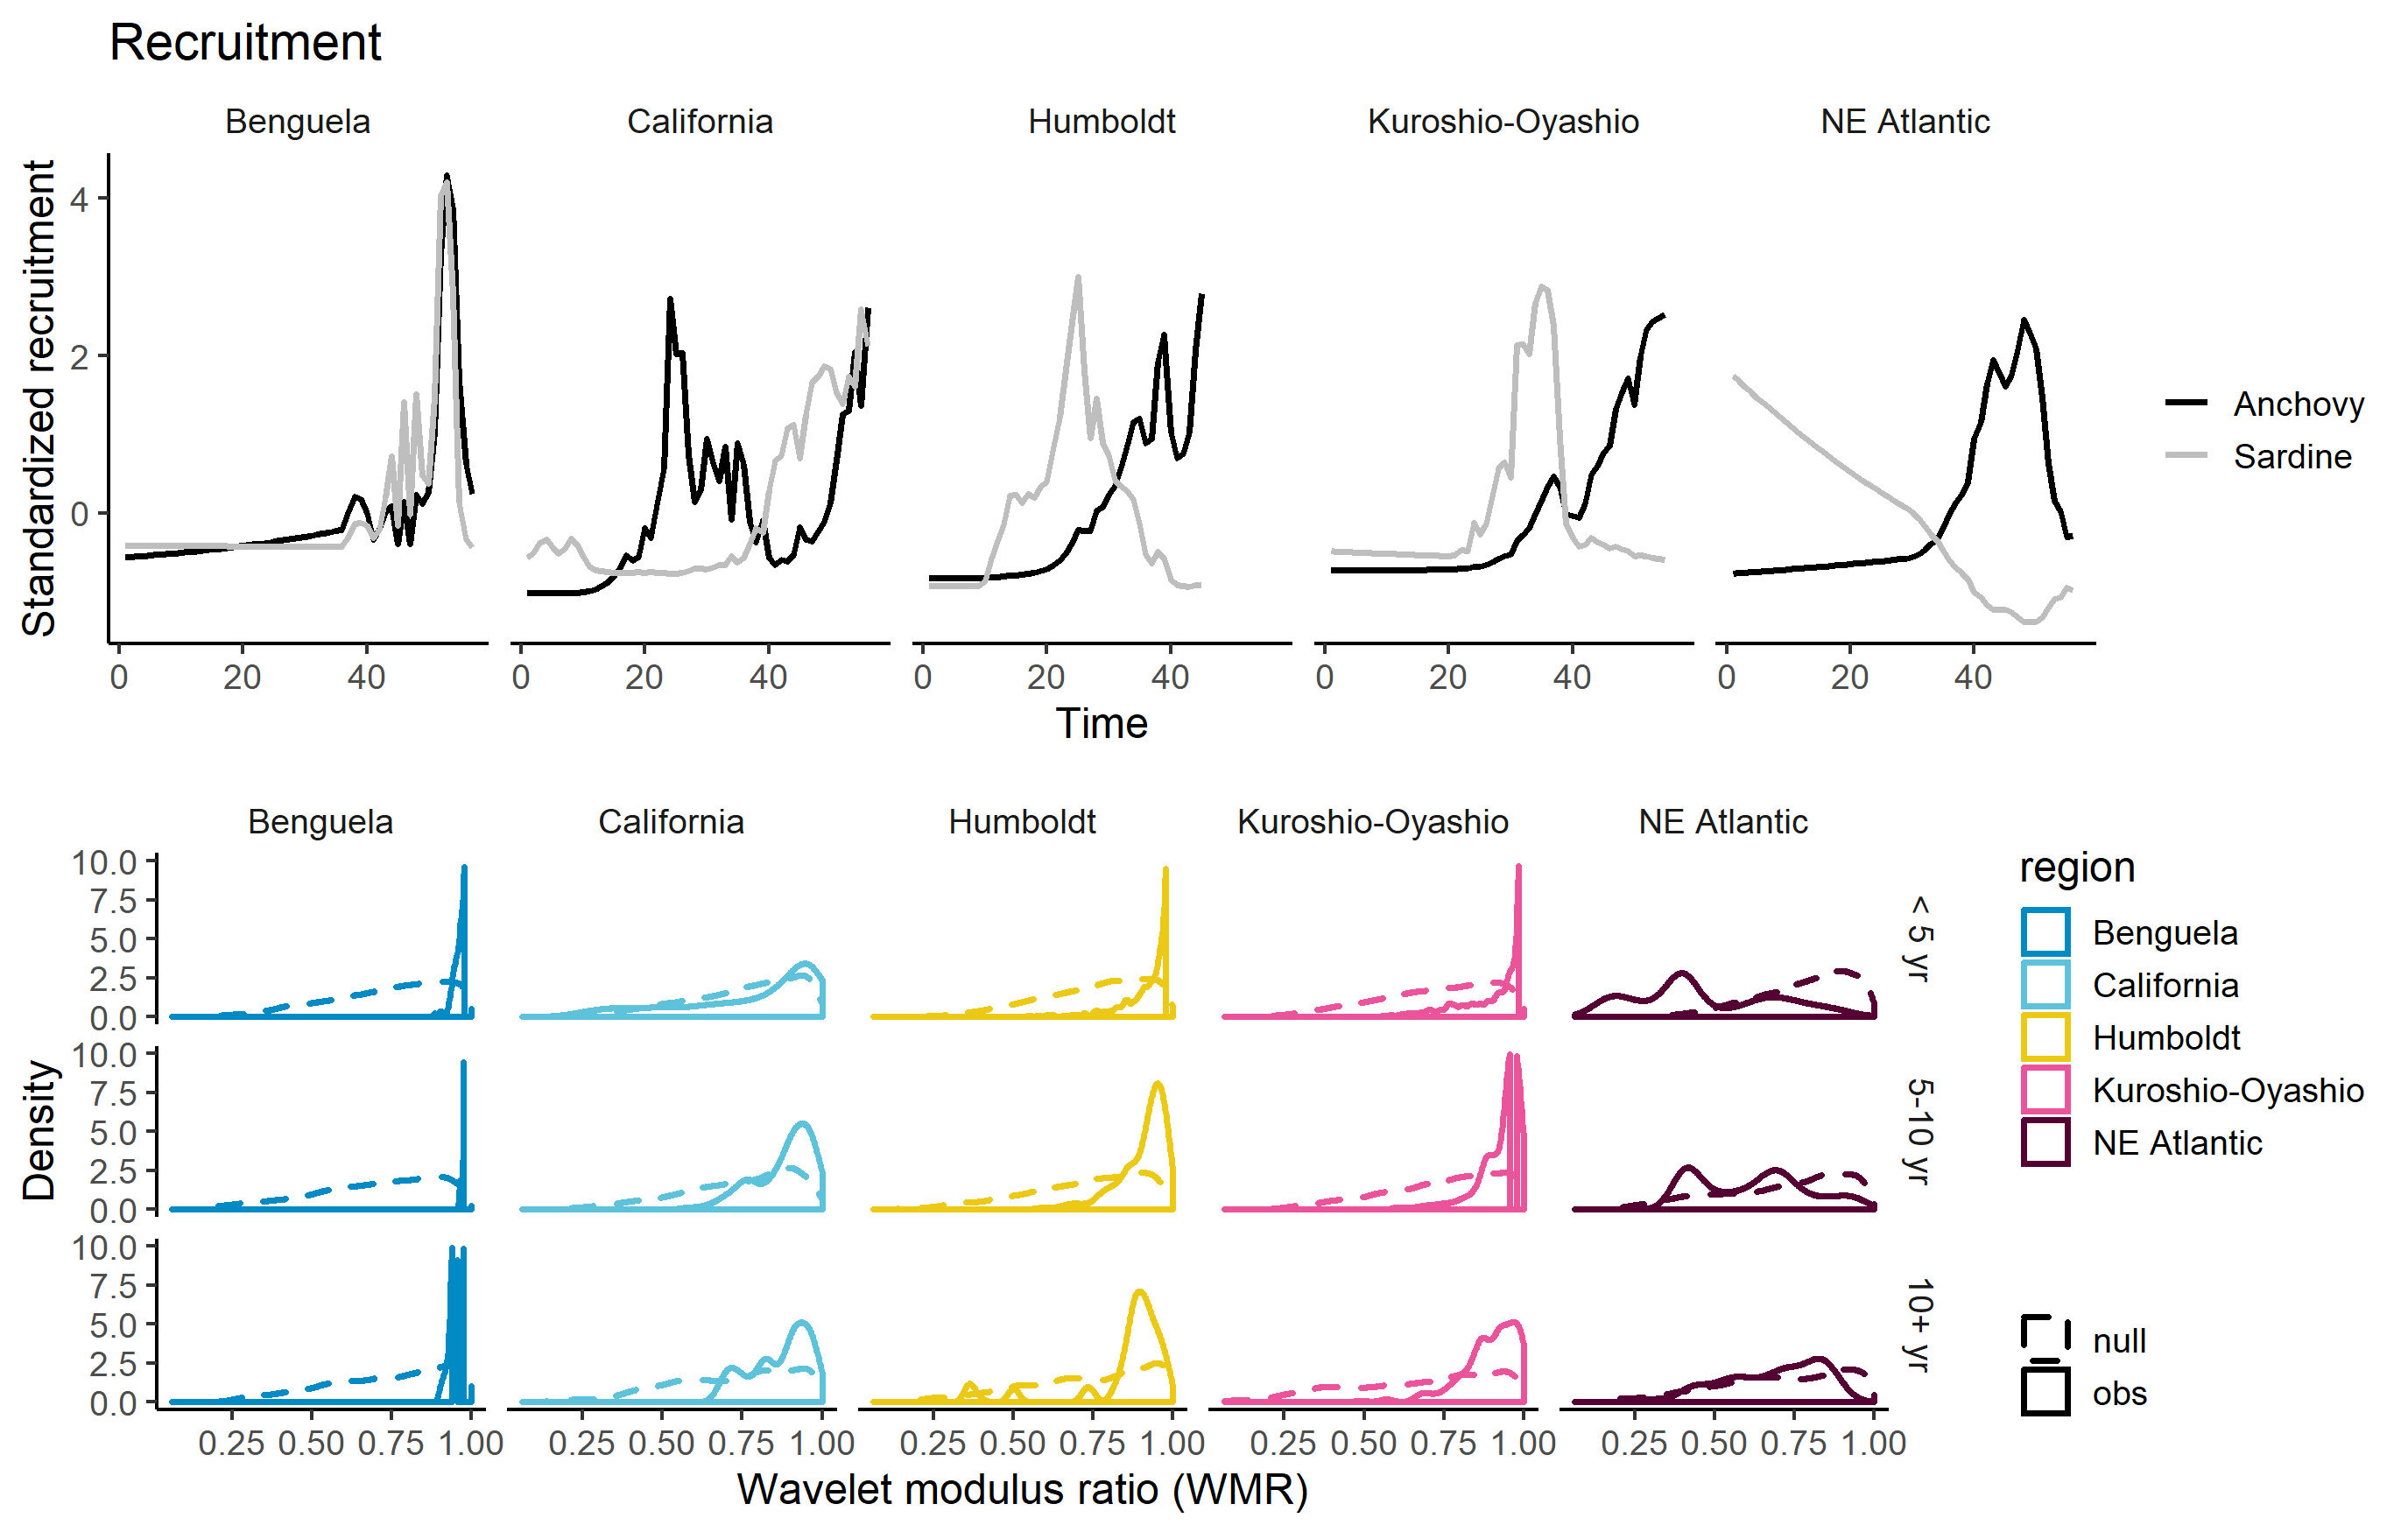 Recruitment
Benguela California Humboldt Kuroshio-Oyashio NE Atlantic
Standardized recruitment
4
2
0
0 20 40 0 20 40 0 20 40 0 20 40 0 20 40
Time
Anchovy
Sardine
Benguela California Humboldt Kuroshio-Oyashio NE Atlantic
Density
10.0
7.5
5.0
2.5
0.0
< 5 yr
10.0
7.5
5.0
2.5
0.0
5-10 yr
10.0
7.5
5.0
2.5
0.0
10+ yr
0.25 0.50 0.75 1.00 0.25 0.50 0.75 1.00 0.25 0.50 0.75 1.00 0.25 0.50 0.75 1.00 0.25 0.50 0.75 1.00
Wavelet modulus ratio (WMR)
region
Benguela
California
Humboldt
Kuroshio-Oyashio
NE Atlantic
null
obs